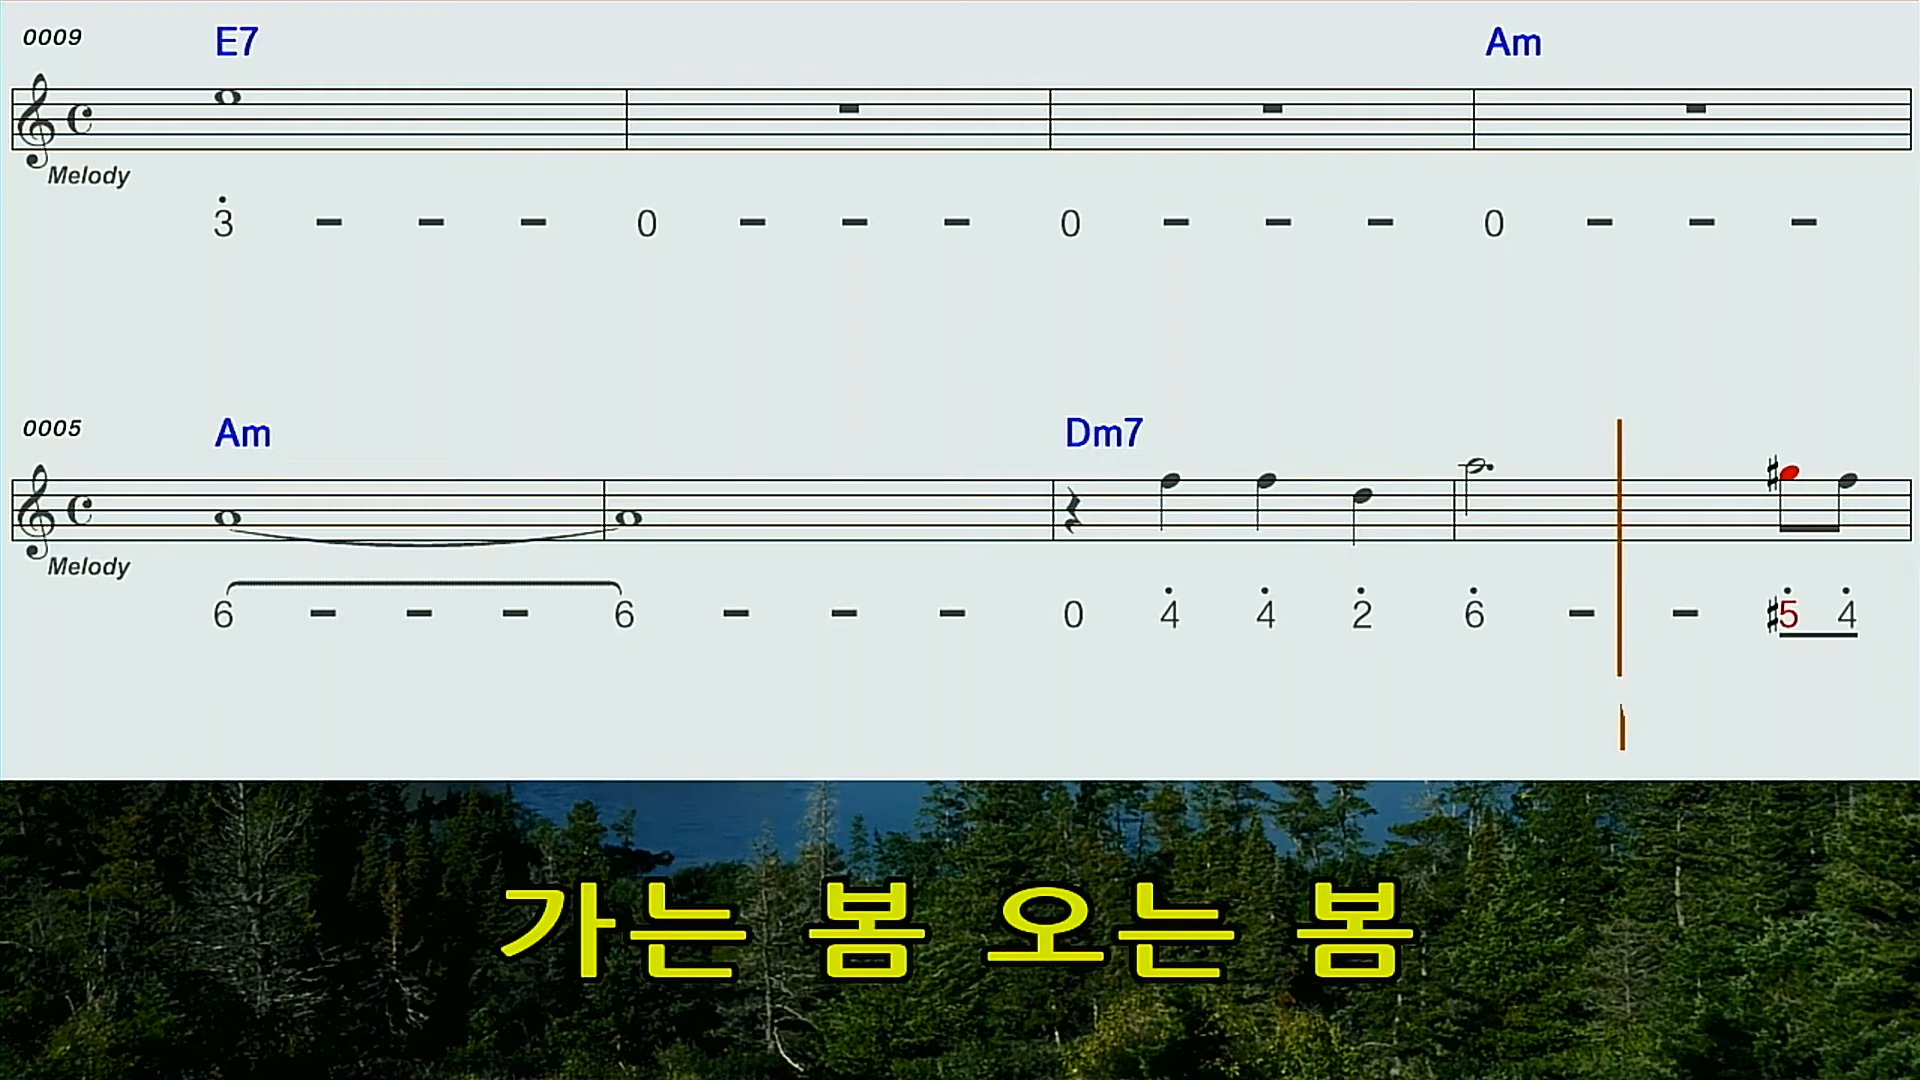 0009
E7 Am
Melody
3 - - - 0 - - - 0 - - - 0 - - -
0005
Am Dm7
Melody
6 - - - 6 - - - 0 4 4 2 6 - - #5 4
가는 봄 오는 봄